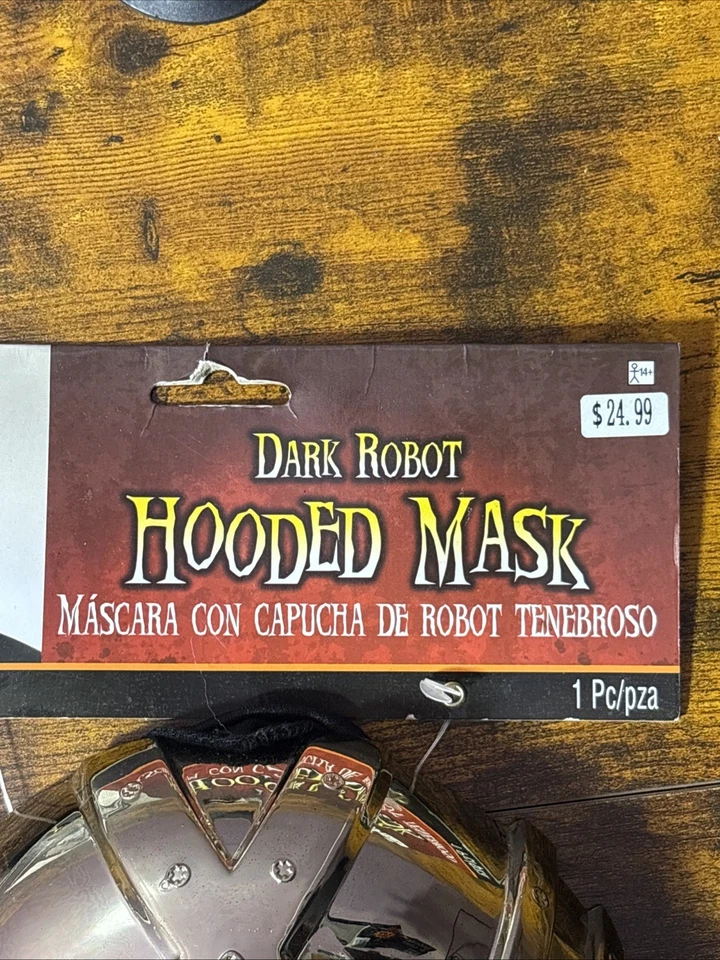 14+
$24.99
DARK ROBOT
HOODED MASK
MÁSCARA CON CAPUCHA DE ROBOT TENEBROSO
1 Pc/pza